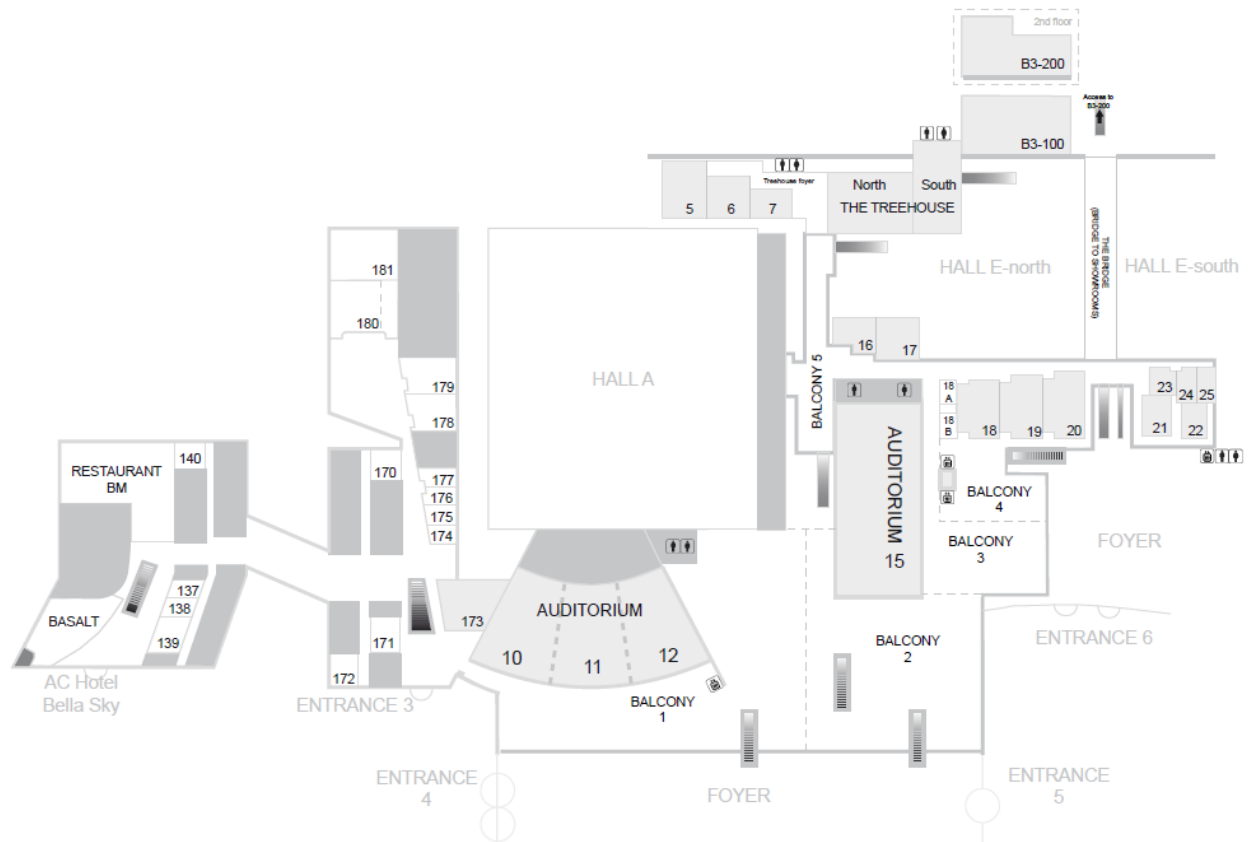 2nd floor
B3-200
Access to
B3-200
B3-100
Treehouse foyer
North
South
THE TREEHOUSE
5
6
7
HALL E-north
THE BRIDGE
(BRIDGE TO SHOWROOMS)
HALL E-south
181
180
179
178
177
176
175
174
HALL A
BALCONY 5
16
17
18
A
18
B
18
19
20
23
24
25
21
22
RESTAURANT
BM
140
170
AUDITORIUM
15
BALCONY
4
BALCONY
3
FOYER
137
138
139
BASALT
AC Hotel
Bella Sky
171
172
173
AUDITORIUM
10
11
12
BALCONY
1
BALCONY
2
ENTRANCE 6
ENTRANCE 3
ENTRANCE
4
FOYER
ENTRANCE
5